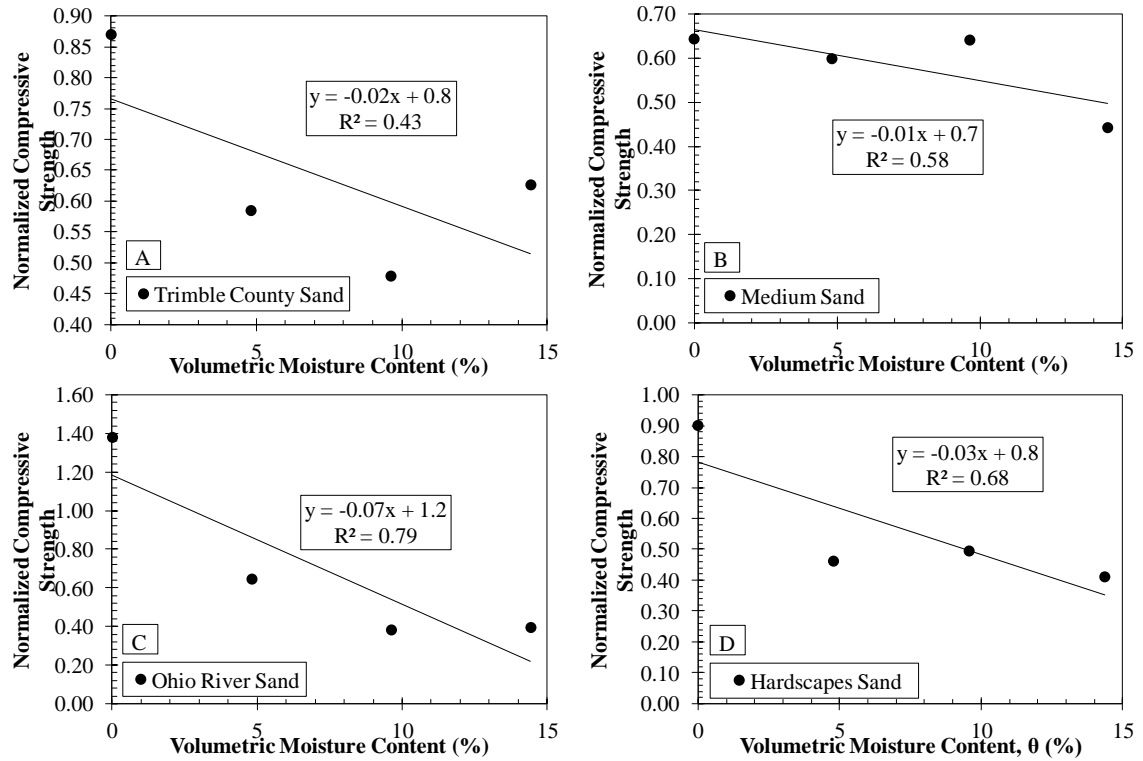 0.90
0.85
0.80
0.75
0.70
0.65
0.60
0.55
0.50
0.45
0.40
Normalized Compressive
Strength
y = -0.02x + 0.8
R² = 0.43
A
Trimble County Sand
0 5 10 15
Volumetric Moisture Content (%)
0.70
0.60
0.50
0.40
0.30
0.20
0.10
0.00
Normalized Compressive
Strength
y = -0.01x + 0.7
R² = 0.58
B
Medium Sand
0 5 10 15
Volumetric Moisture Content (%)
1.60
1.40
1.20
1.00
0.80
0.60
0.40
0.20
0.00
Normalized Compressive
Strength
y = -0.07x + 1.2
R² = 0.79
C
Ohio River Sand
0 5 10 15
Volumetric Moisture Content (%)
1.00
0.90
0.80
0.70
0.60
0.50
0.40
0.30
0.20
0.10
0.00
Normalized Compressive
Strength
y = -0.03x + 0.8
R² = 0.68
D
Hardscapes Sand
0 5 10 15
Volumetric Moisture Content, θ (%)